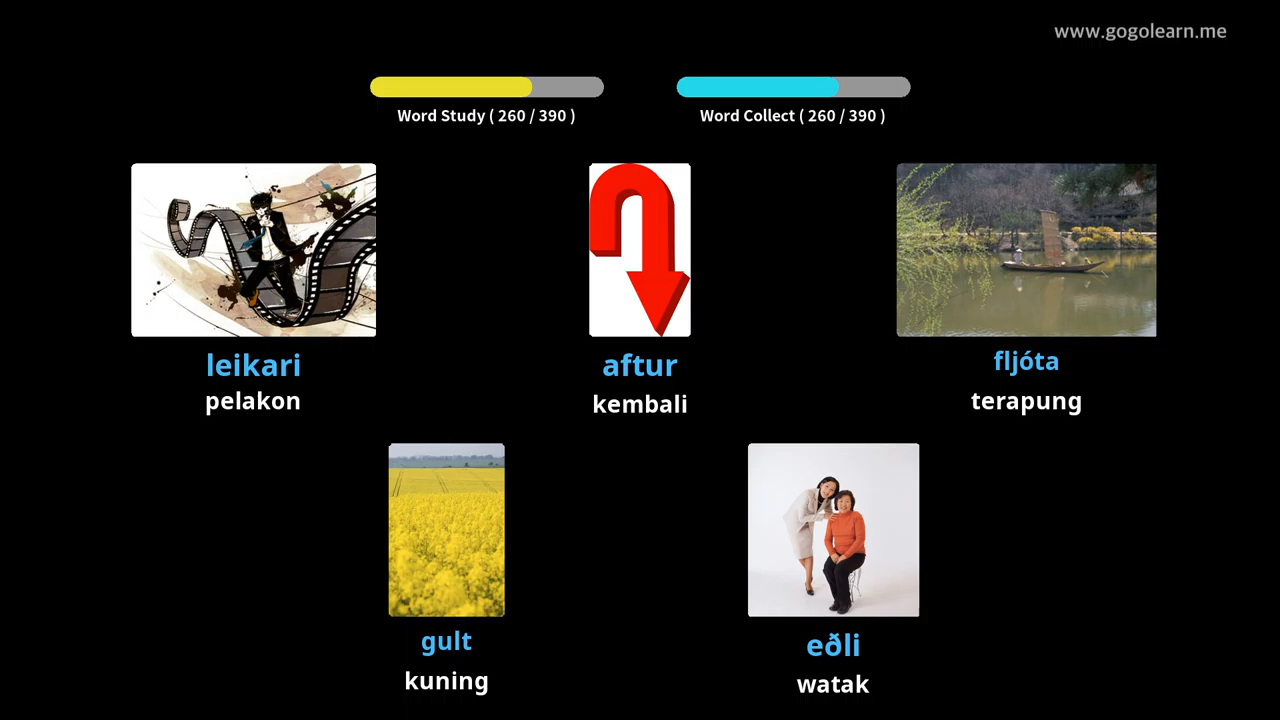 www.gogolearn.me
Word Study ( 260 / 390 )
Word Collect ( 260 / 390 )
leikari
pelakon
aftur
kembali
fljóta
terapung
gult
kuning
eðli
watak